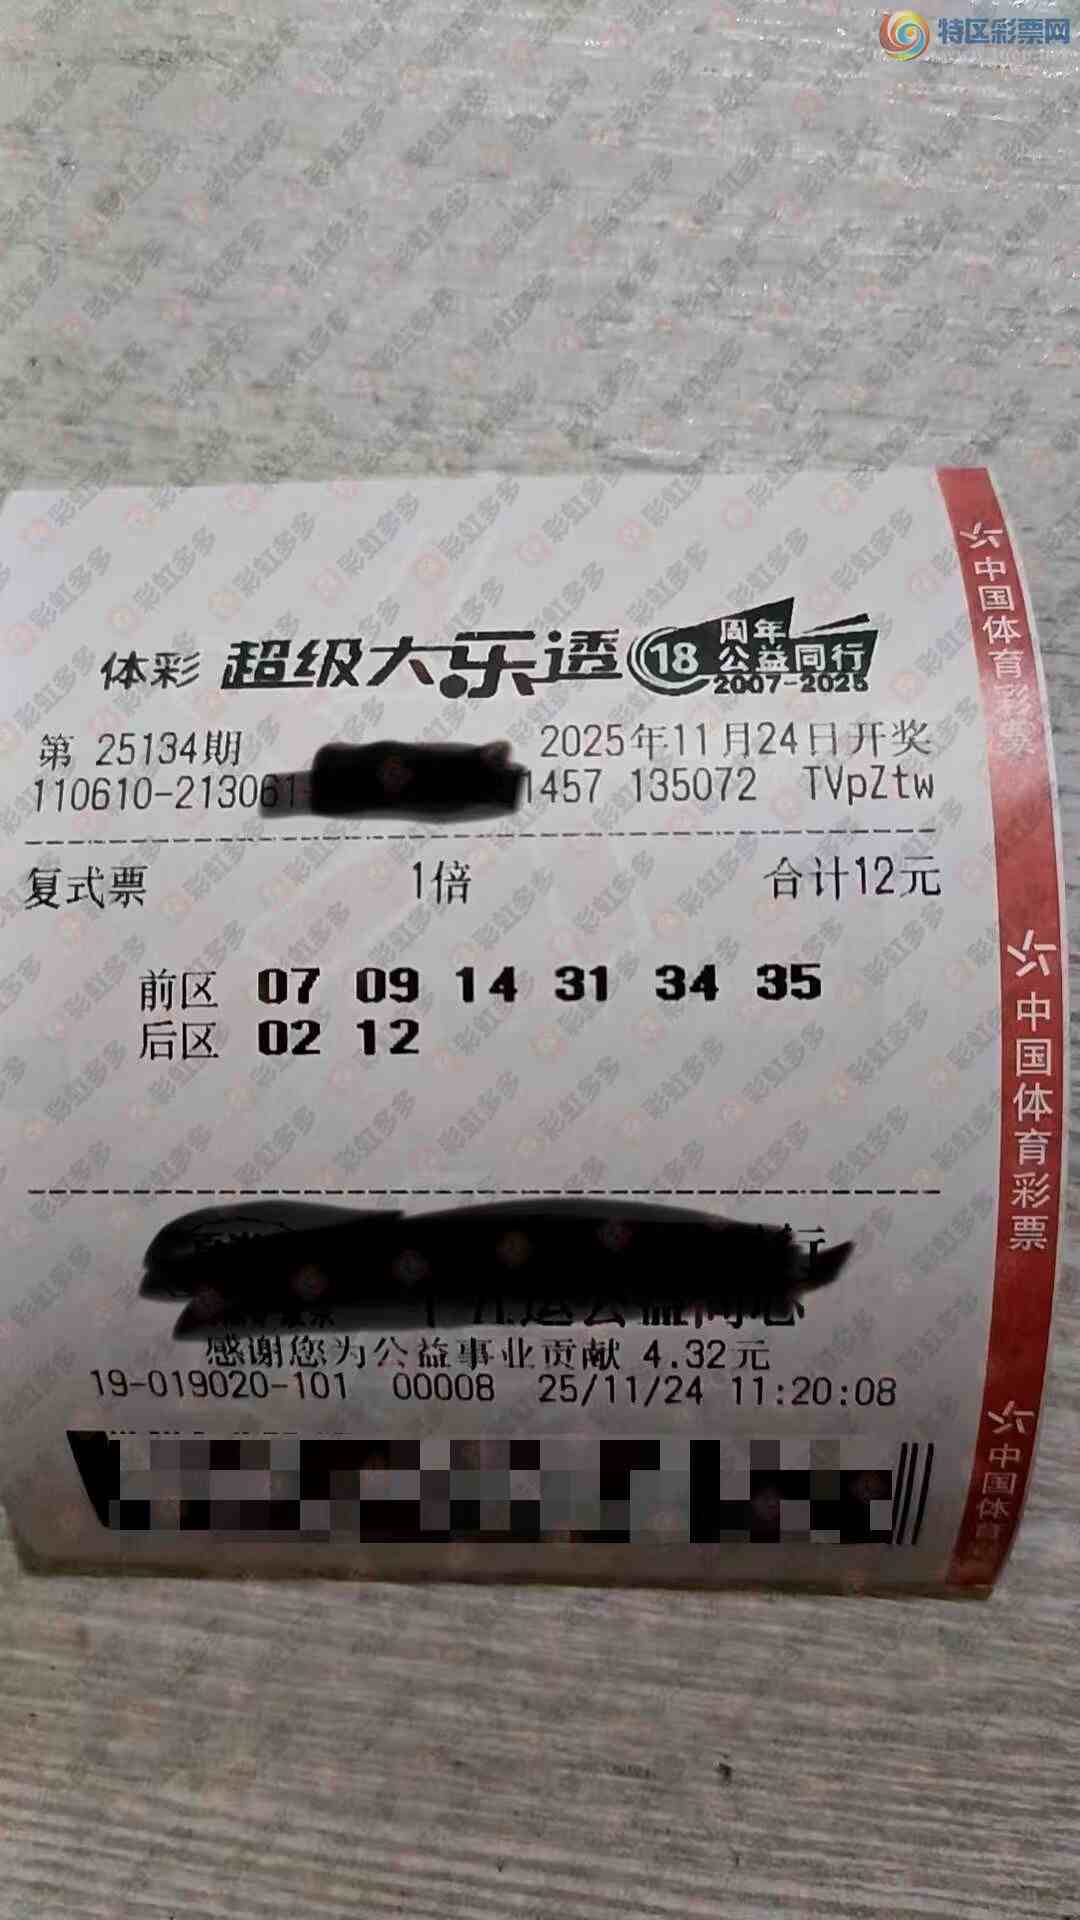 特区彩票网
体彩 超级大乐透 18 周年 公益同行 2007-2025
第 25134期 2025年11月24日开奖
110610-213061- 1457 135072 TVpZtw
复式票 1倍 合计12元
前区 07 09 14 31 34 35
后区 02 12
行
感谢您为公益事业贡献 4.32元
19-019020-101 00008 25/11/24 11:20:08
中国体育彩票
中国体育彩票
中国体育
彩虹多多